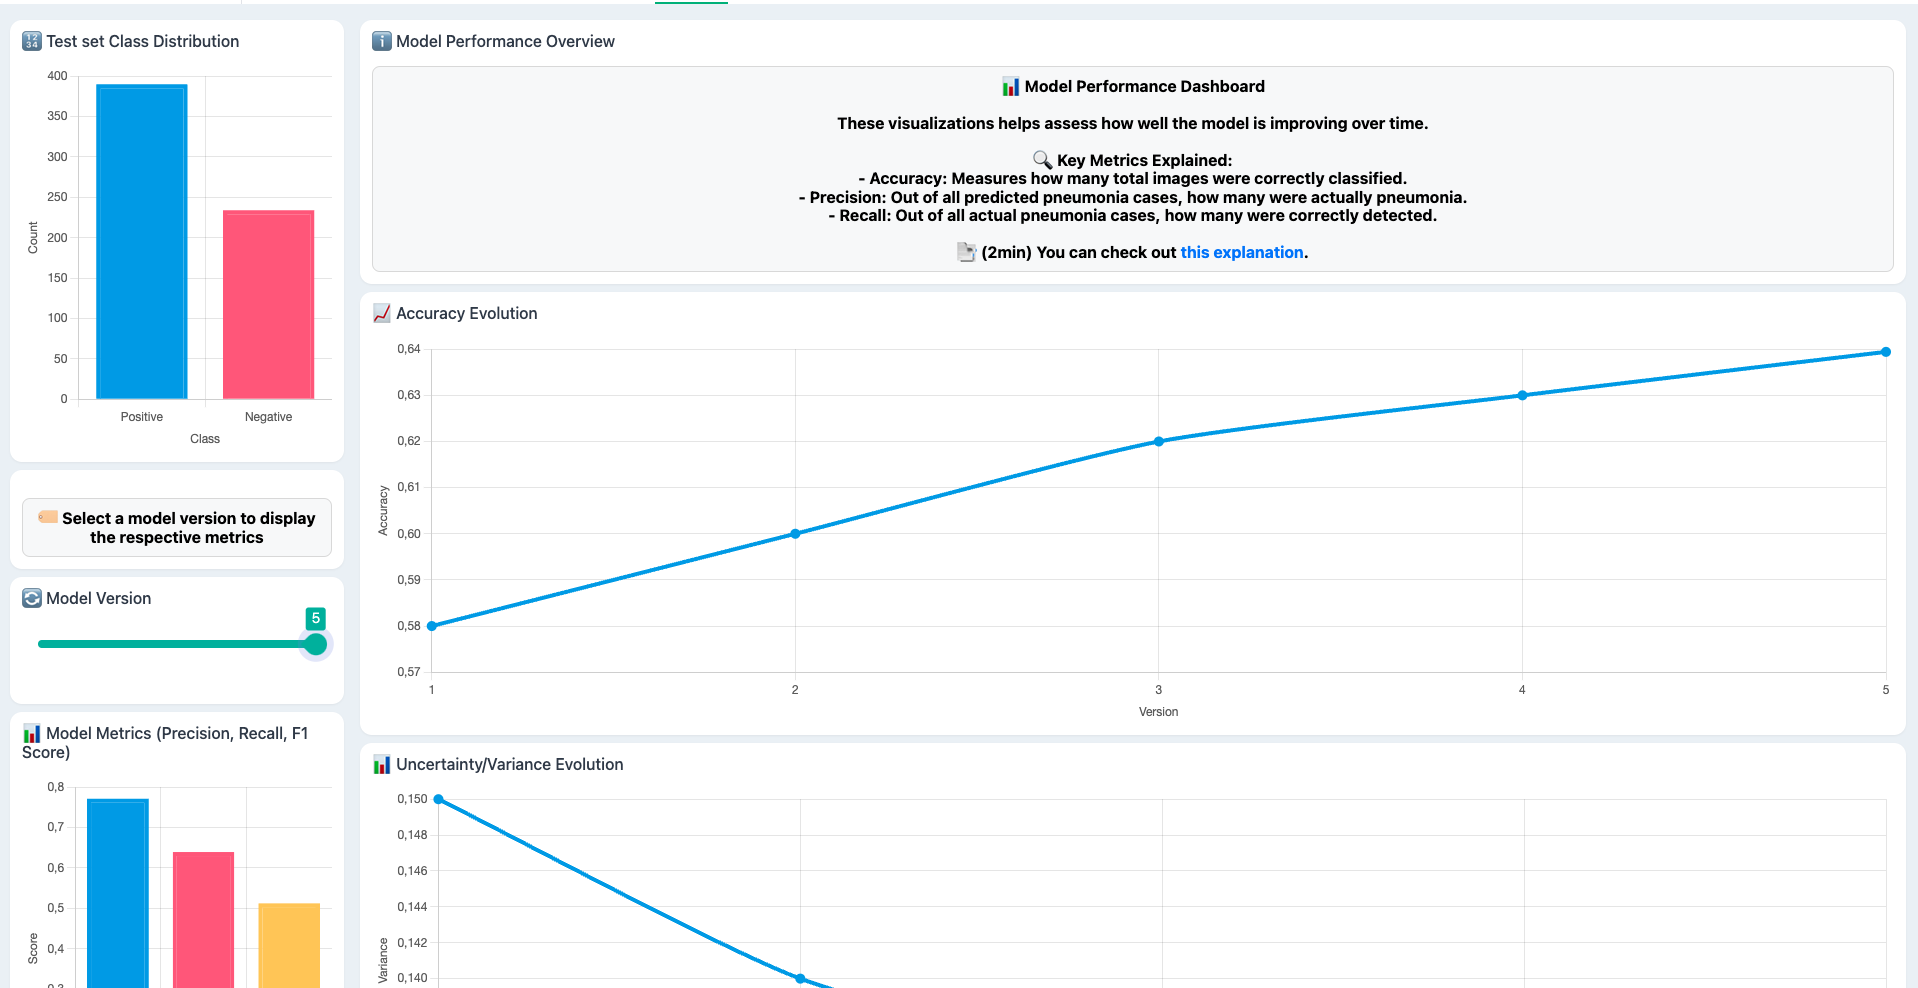 Test set Class Distribution
400
350
300
250
200
150
100
50
0
Count
Positive
Negative
Class
Select a model version to display
the respective metrics
Model Version
5
Model Metrics (Precision, Recall, F1
Score)
0,8
0,7
0,6
0,5
0,4
Score
Model Performance Overview
Model Performance Dashboard
These visualizations helps assess how well the model is improving over time.
Key Metrics Explained:
- Accuracy: Measures how many total images were correctly classified.
- Precision: Out of all predicted pneumonia cases, how many were actually pneumonia.
- Recall: Out of all actual pneumonia cases, how many were correctly detected.
(2min) You can check out this explanation.
Accuracy Evolution
0,64
0,63
0,62
0,61
0,60
0,59
0,58
0,57
Accuracy
1
2
3
4
5
Version
Uncertainty/Variance Evolution
0,150
0,148
0,146
0,144
0,142
0,140
Variance